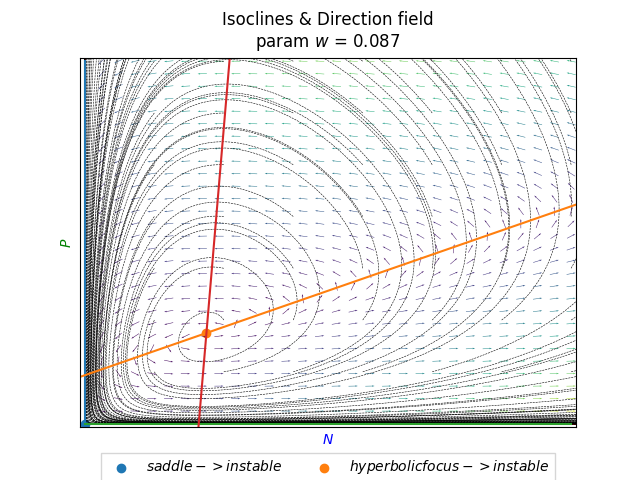 Isoclines & Direction field
param w = 0.087
P
N
saddle -> instable
hyperbolicfocus -> instable